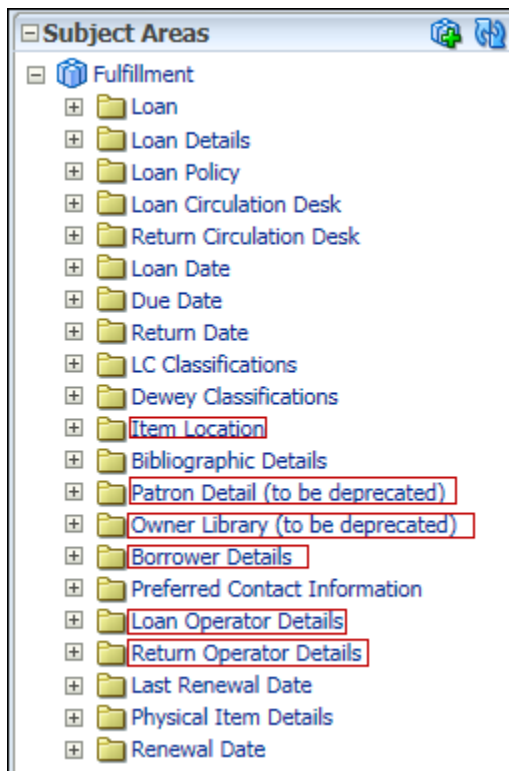 Subject Areas
Fulfillment
Loan
Loan Details
Loan Policy
Loan Circulation Desk
Return Circulation Desk
Loan Date
Due Date
Return Date
LC Classifications
Dewey Classifications
Item Location
Bibliographic Details
Patron Detail (to be deprecated)
Owner Library (to be deprecated)
Borrower Details
Preferred Contact Information
Loan Operator Details
Return Operator Details
Last Renewal Date
Physical Item Details
Renewal Date